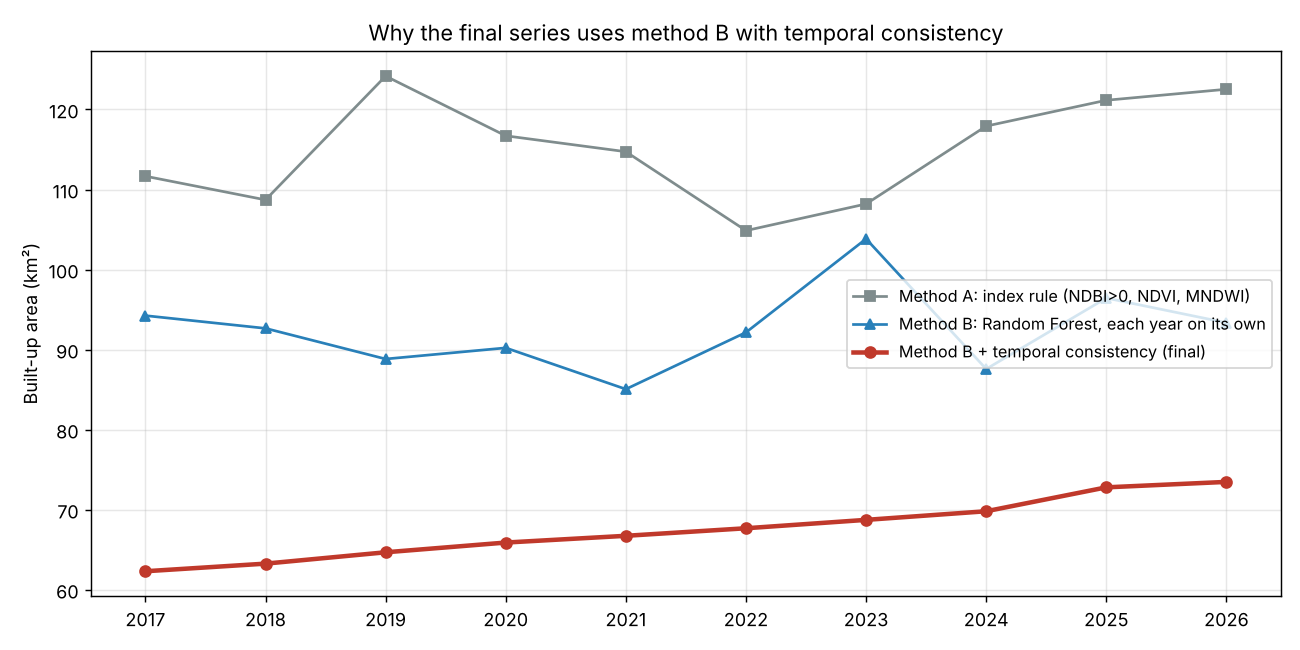 Why the final series uses method B with temporal consistency
Built-up area (km²)
120
110
100
90
80
70
60
Method A: index rule (NDBI>0, NDVI, MNDWI)
Method B: Random Forest, each year on its own
Method B + temporal consistency (final)
2017 2018 2019 2020 2021 2022 2023 2024 2025 2026